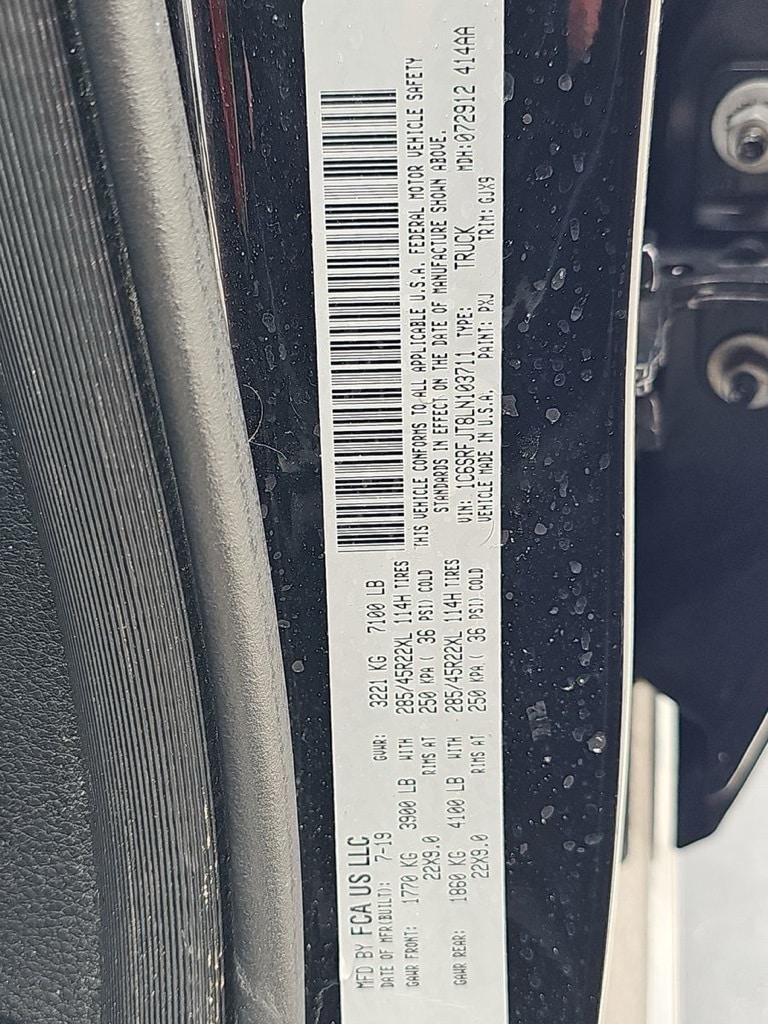 MFD BY FCA US LLC
DATE OF MFR(BUILT): 7-19 GVWR: 3221 KG 7100 LB
GAWR FRONT: 1770 KG 3900 LB WITH 285/45R22XL 114H TIRES
22X9.0 RIMS AT 250 KPA ( 36 PSI) COLD
GAWR REAR: 1860 KG 4100 LB WITH 285/45R22XL 114H TIRES
22X9.0 RIMS AT 250 KPA ( 36 PSI) COLD
THIS VEHICLE CONFORMS TO ALL APPLICABLE U.S.A. FEDERAL MOTOR VEHICLE SAFETY
STANDARDS IN EFFECT ON THE DATE OF MANUFACTURE SHOWN ABOVE.
VIN: 1C6SRFJT8LN103711 TYPE: TRUCK MDH:072912 414AA
VEHICLE MADE IN U.S.A. PAINT: PXJ TRIM: GJX9